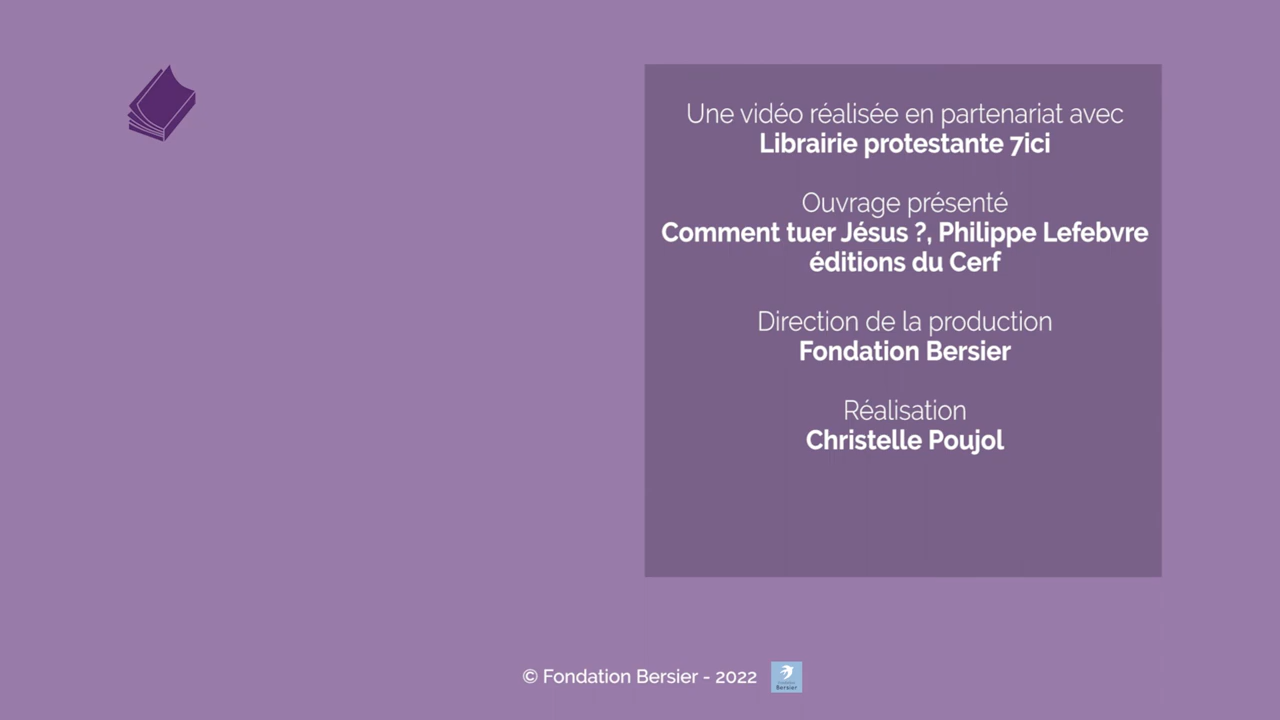 Une vidéo réalisée en partenariat avec
Librairie protestante 7ici
Ouvrage présenté
Comment tuer Jésus ?, Philippe Lefebvre
éditions du Cerf
Direction de la production
Fondation Bersier
Réalisation
Christelle Poujol
© Fondation Bersier - 2022
Bersier